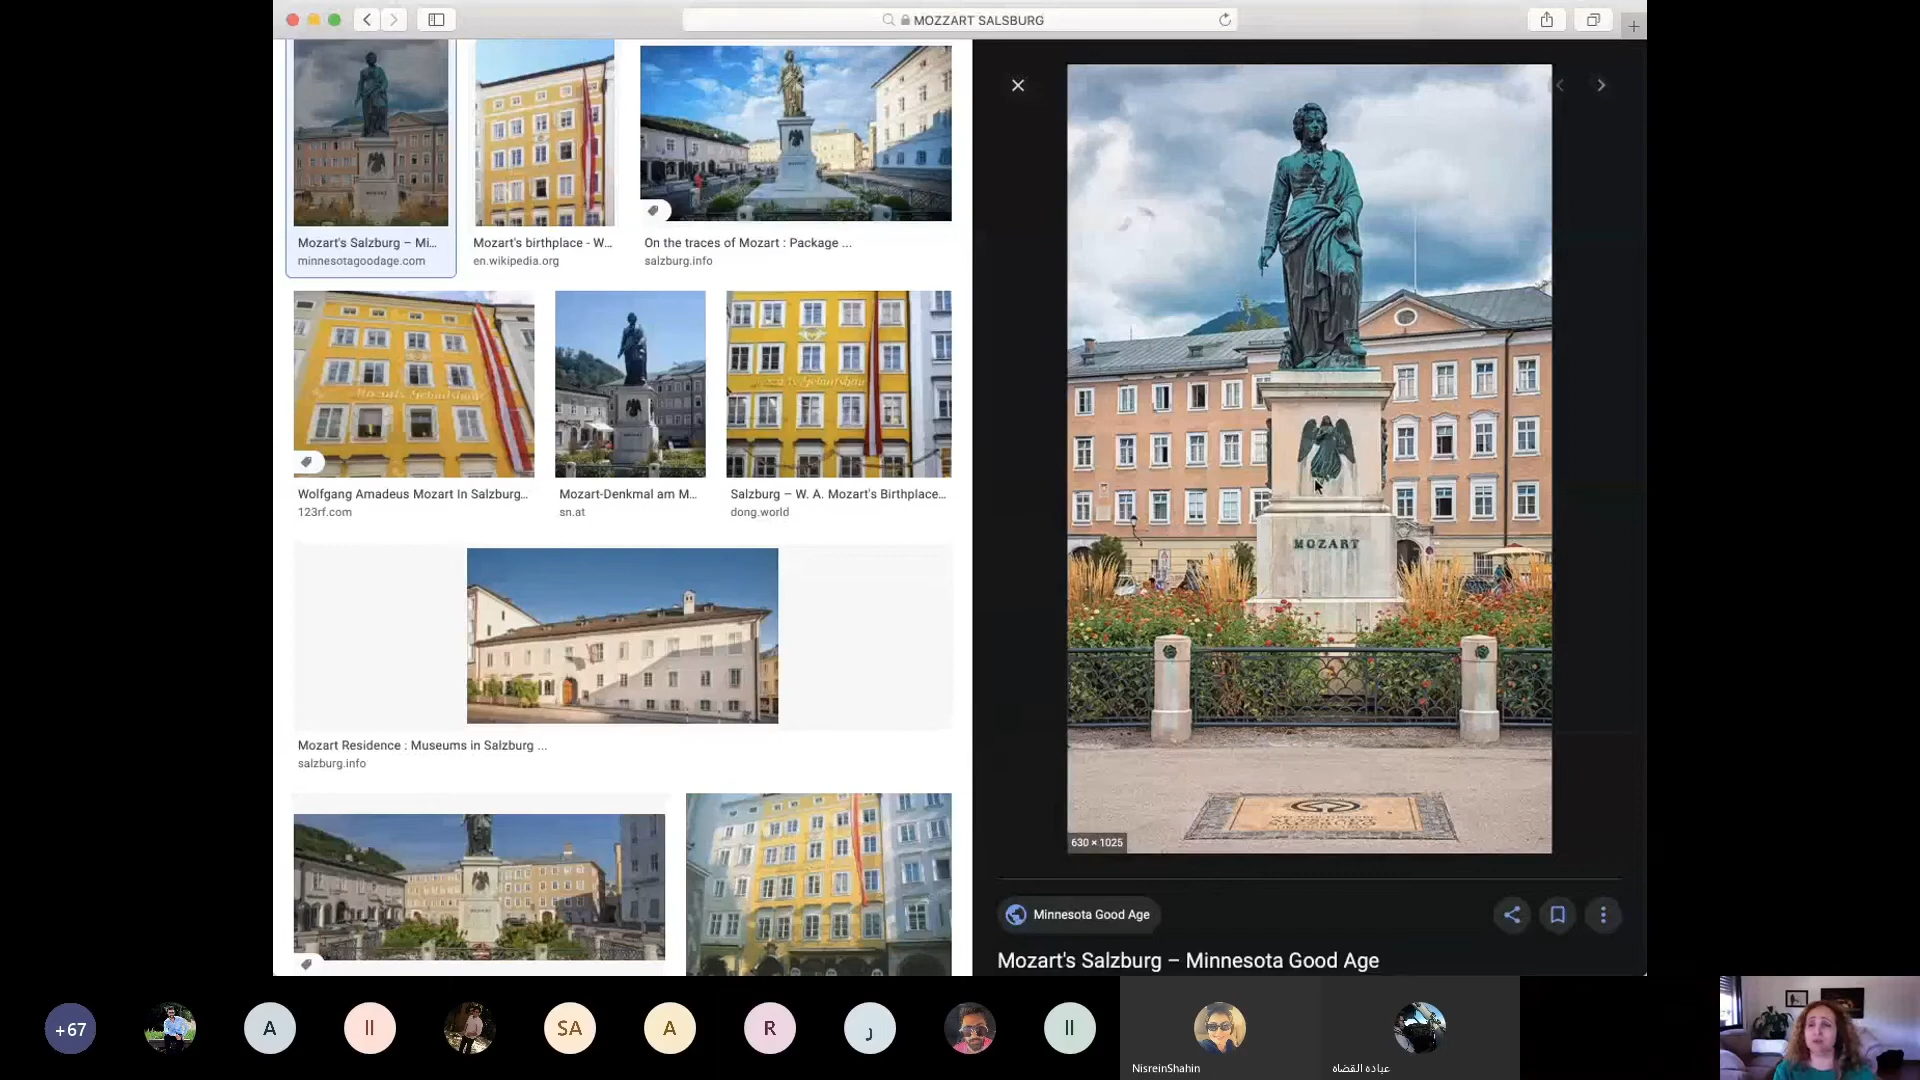 MOZZART SALSBURG
Mozart's Salzburg – Mi...
minnesotagoodage.com
Mozart's birthplace - W...
en.wikipedia.org
On the traces of Mozart : Package ...
salzburg.info
Wolfgang Amadeus Mozart In Salzburg...
123rf.com
Mozart-Denkmal am M...
sn.at
Salzburg – W. A. Mozart's Birthplace...
dong.world
Mozart Residence : Museums in Salzburg ...
salzburg.info
MOZART
630 × 1025
Minnesota Good Age
Mozart's Salzburg – Minnesota Good Age
+67
A
II
SA
A
R
ر
II
NisreinShahin
عباده القضاه